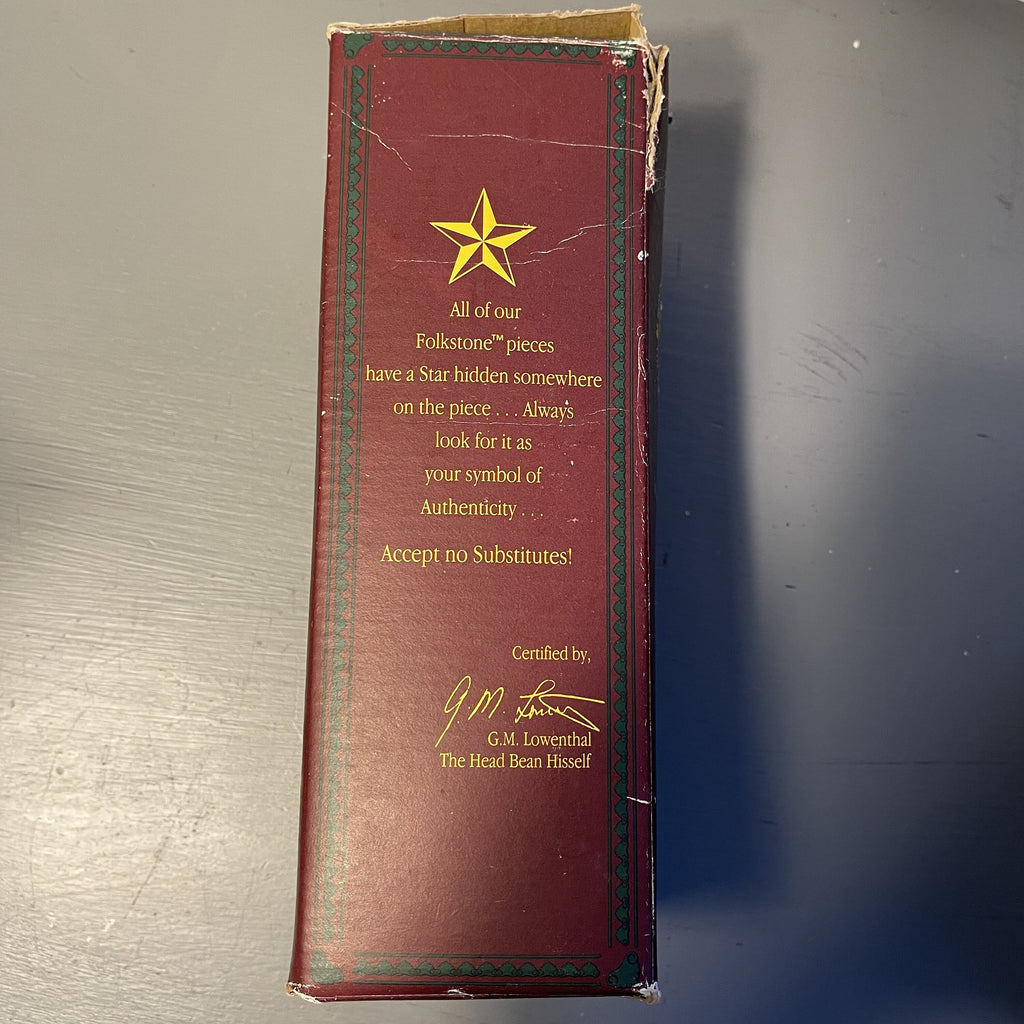 All of our
Folkstone™ pieces
have a Star hidden somewhere
on the piece . . . Always
look for it as
your symbol of
Authenticity . . .
Accept no Substitutes!
Certified by,
G.M. Lowenthal
The Head Bean Hisself